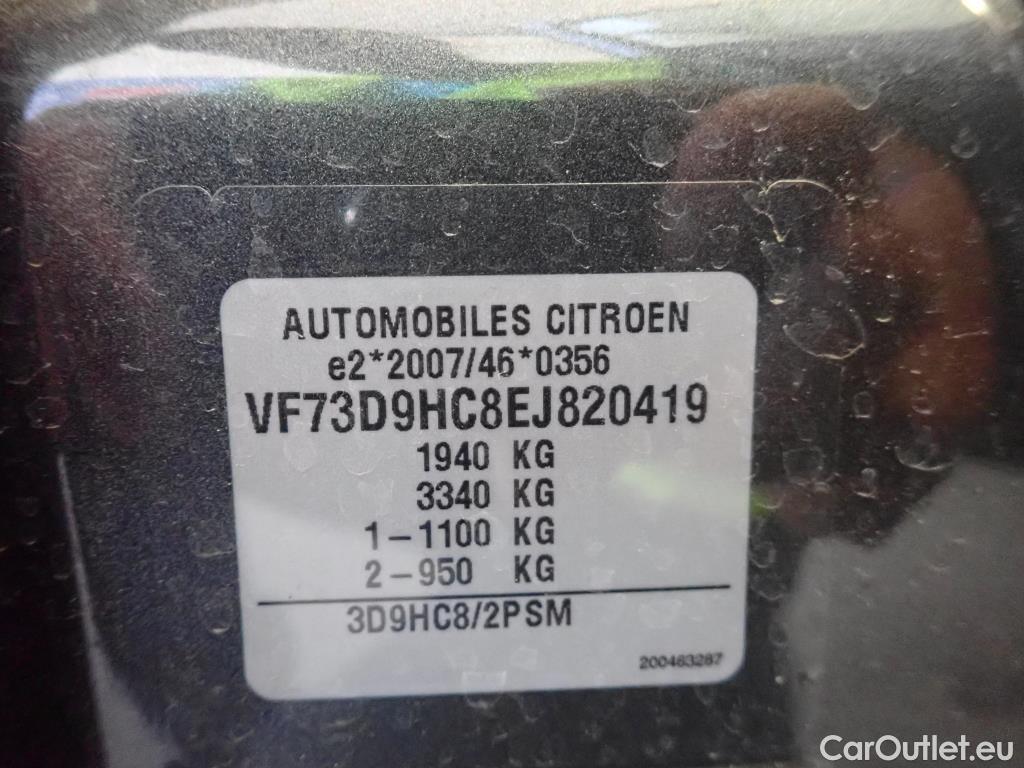 AUTOMOBILES CITROEN
e2*2007/46*0356
VF73D9HC8EJ820419
1940 KG
3340 KG
1-1100 KG
2-950 KG
3D9HC8/2PSM
200463287
CarOutlet.eu